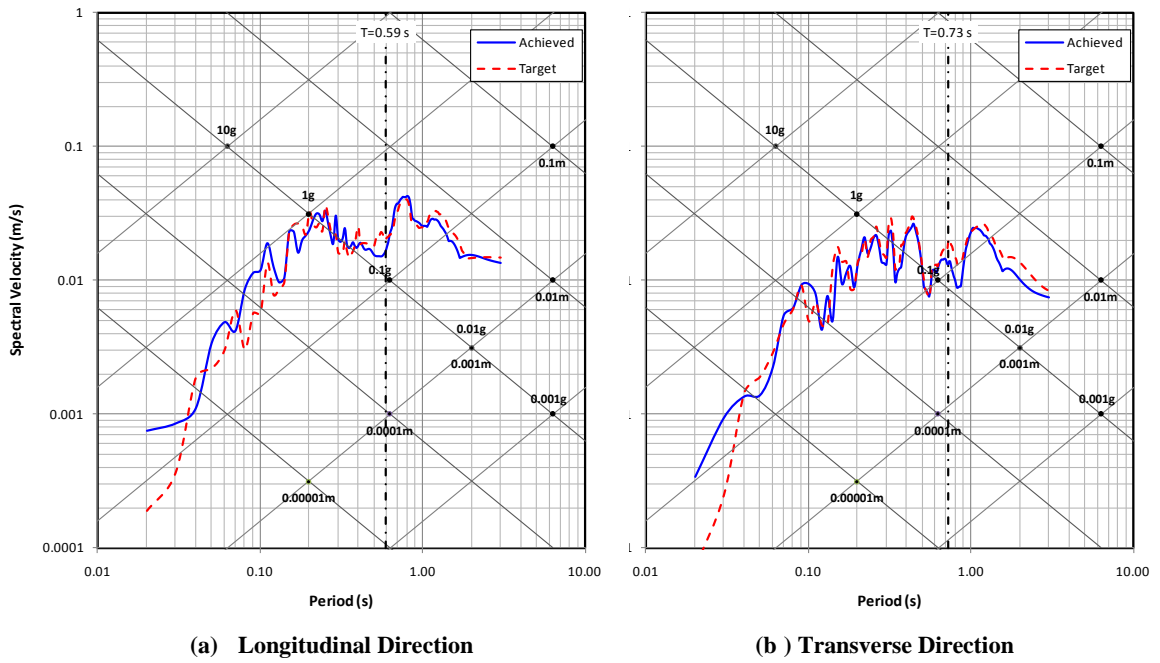 1
T=0.59 s
Achieved
Target
10g
0.1
0.1m
1g
0.1g
0.01
0.01m
0.01g
0.001m
0.001g
0.001
0.0001m
0.00001m
0.0001
0.01
0.10
1.00
10.00
Spectral Velocity (m/s)
Period (s)
(a) Longitudinal Direction
T=0.73 s
Achieved
Target
10g
0.1m
1g
0.1g
0.01m
0.01g
0.001m
0.001g
0.0001m
0.00001m
0.01
0.10
1.00
10.00
Period (s)
(b ) Transverse Direction